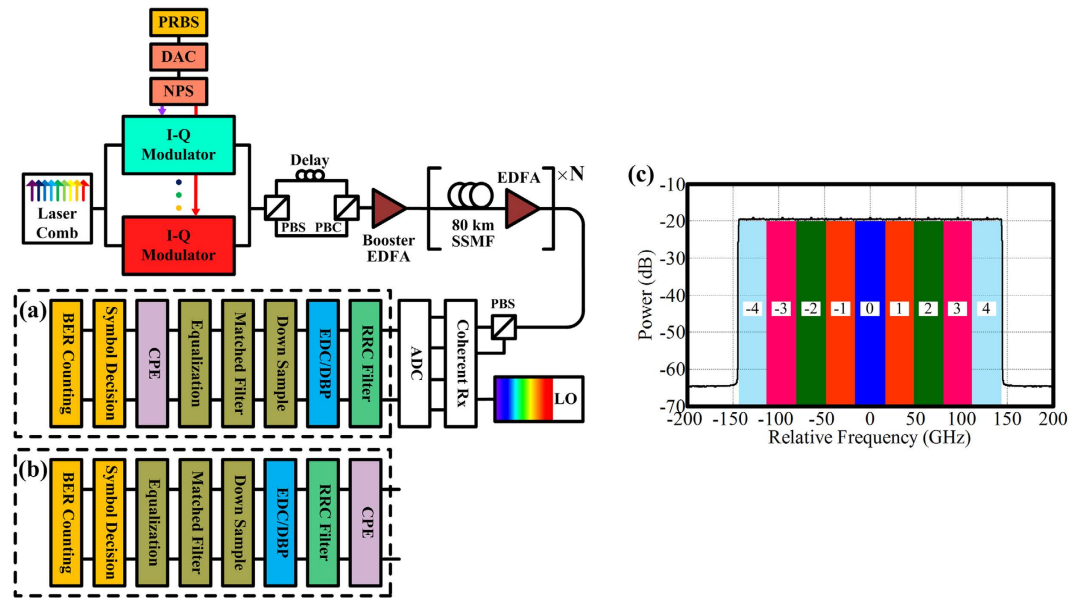 PRBS
DAC
NPS
I-Q
Modulator
I-Q
Modulator
Laser
Comb
Delay
PBS
PBC
Booster
EDFA
EDFA
×N
80 km
SSMF
PBS
(a)
BER Counting
Symbol Decision
CPE
Equalization
Matched Filter
Down Sample
EDC/DBP
RRC Filter
ADC
Coherent Rx
LO
(b)
BER Counting
Symbol Decision
Equalization
Matched Filter
Down Sample
EDC/DBP
RRC Filter
CPE
(c)
Power (dB)
-10
-20
-30
-40
-50
-60
-70
-4 -3 -2 -1 0 1 2 3 4
-200 -150 -100 -50 0 50 100 150 200
Relative Frequency (GHz)